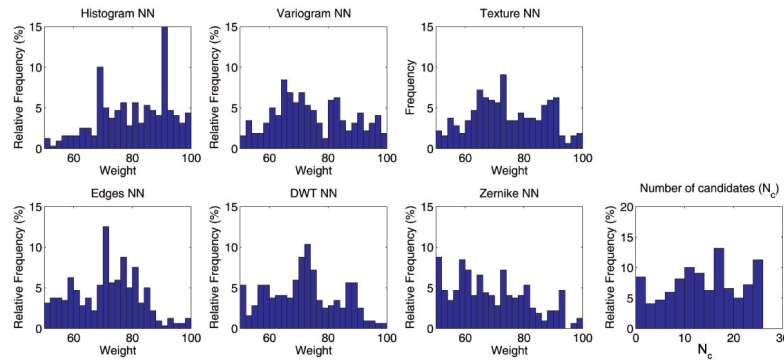 Histogram NN
Relative Frequency (%)
15
10
5
0
60
80
100
Weight
Variogram NN
Relative Frequency (%)
15
10
5
0
60
80
100
Weight
Texture NN
Frequency
15
10
5
0
60
80
100
Weight
Edges NN
Relative Frequency (%)
15
10
5
0
60
80
100
Weight
DWT NN
Relative Frequency (%)
15
10
5
0
60
80
100
Weight
Zernike NN
Relative Frequency (%)
15
10
5
0
60
80
100
Weight
Number of candidates (N_c)
Relative Frequency (%)
20
15
10
5
0
0
10
20
30
N_c